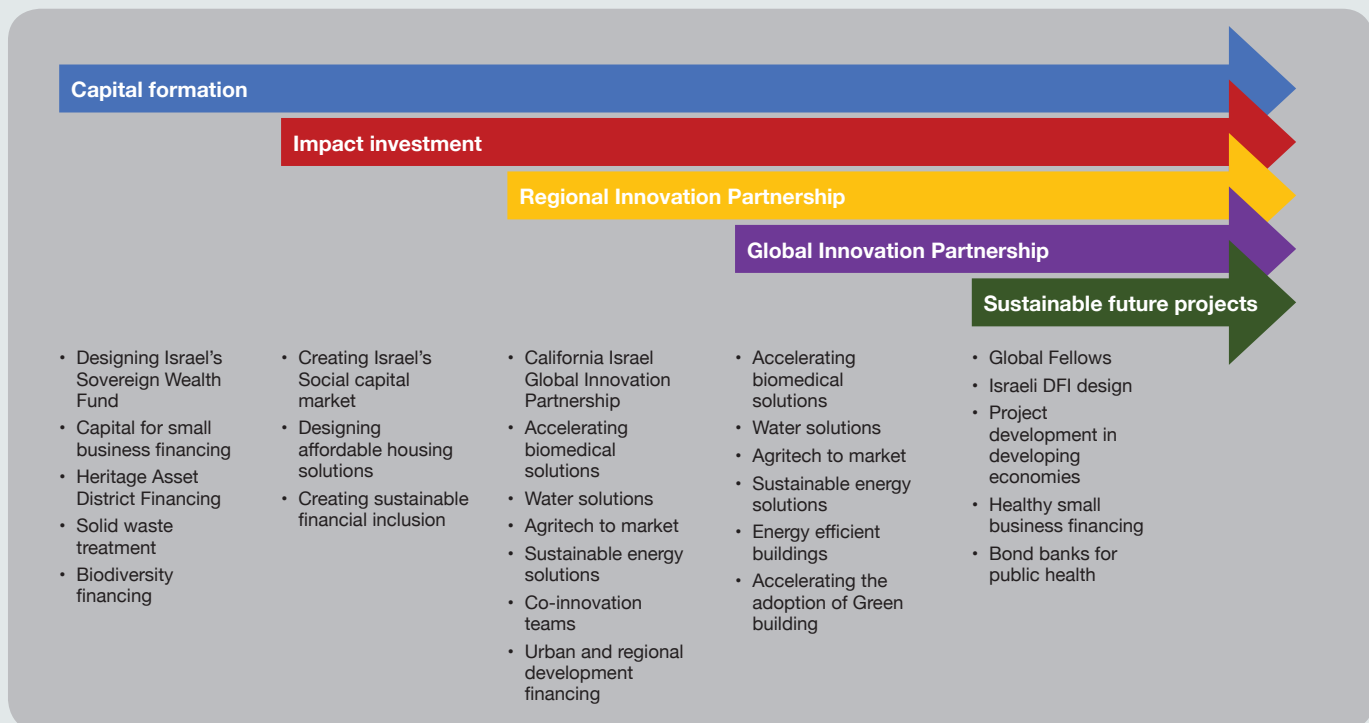 Capital formation
Impact investment
Regional Innovation Partnership
Global Innovation Partnership
Sustainable future projects
• Designing Israel’s
Sovereign Wealth
Fund
• Capital for small
business financing
• Heritage Asset
District Financing
• Solid waste
treatment
• Biodiversity
financing
• Creating Israel’s
Social capital
market
• Designing
affordable housing
solutions
• Creating sustainable
financial inclusion
• California Israel
Global Innovation
Partnership
• Accelerating
biomedical
solutions
• Water solutions
• Agritech to market
• Sustainable energy
solutions
• Co-innovation
teams
• Urban and regional
development
financing
• Accelerating
biomedical
solutions
• Water solutions
• Agritech to market
• Sustainable energy
solutions
• Energy efficient
buildings
• Accelerating the
adoption of Green
building
• Global Fellows
• Israeli DFI design
• Project
development in
developing
economies
• Healthy small
business financing
• Bond banks for
public health